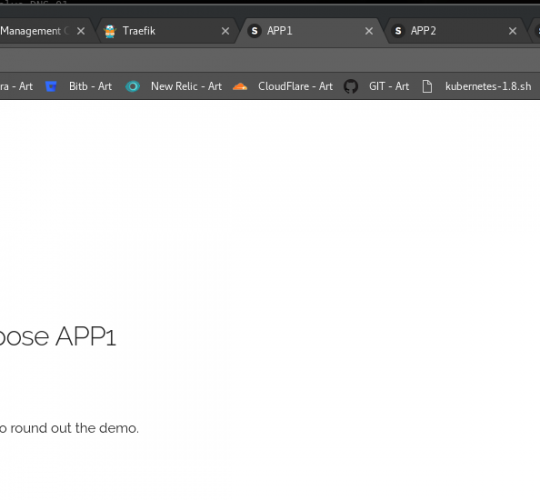 Management
Traefik
APP1
APP2
ra - Art
Bitb - Art
New Relic - Art
CloudFlare - Art
GIT - Art
kubernetes-1.8.sh
pose APP1
o round out the demo.